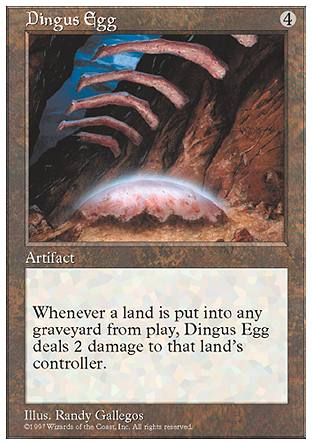 Dingus Egg 4
Artifact
Whenever a land is put into any
graveyard from play, Dingus Egg
deals 2 damage to that land's
controller.
Illus. Randy Gallegos
©1997 Wizards of the Coast, Inc. All rights reserved.